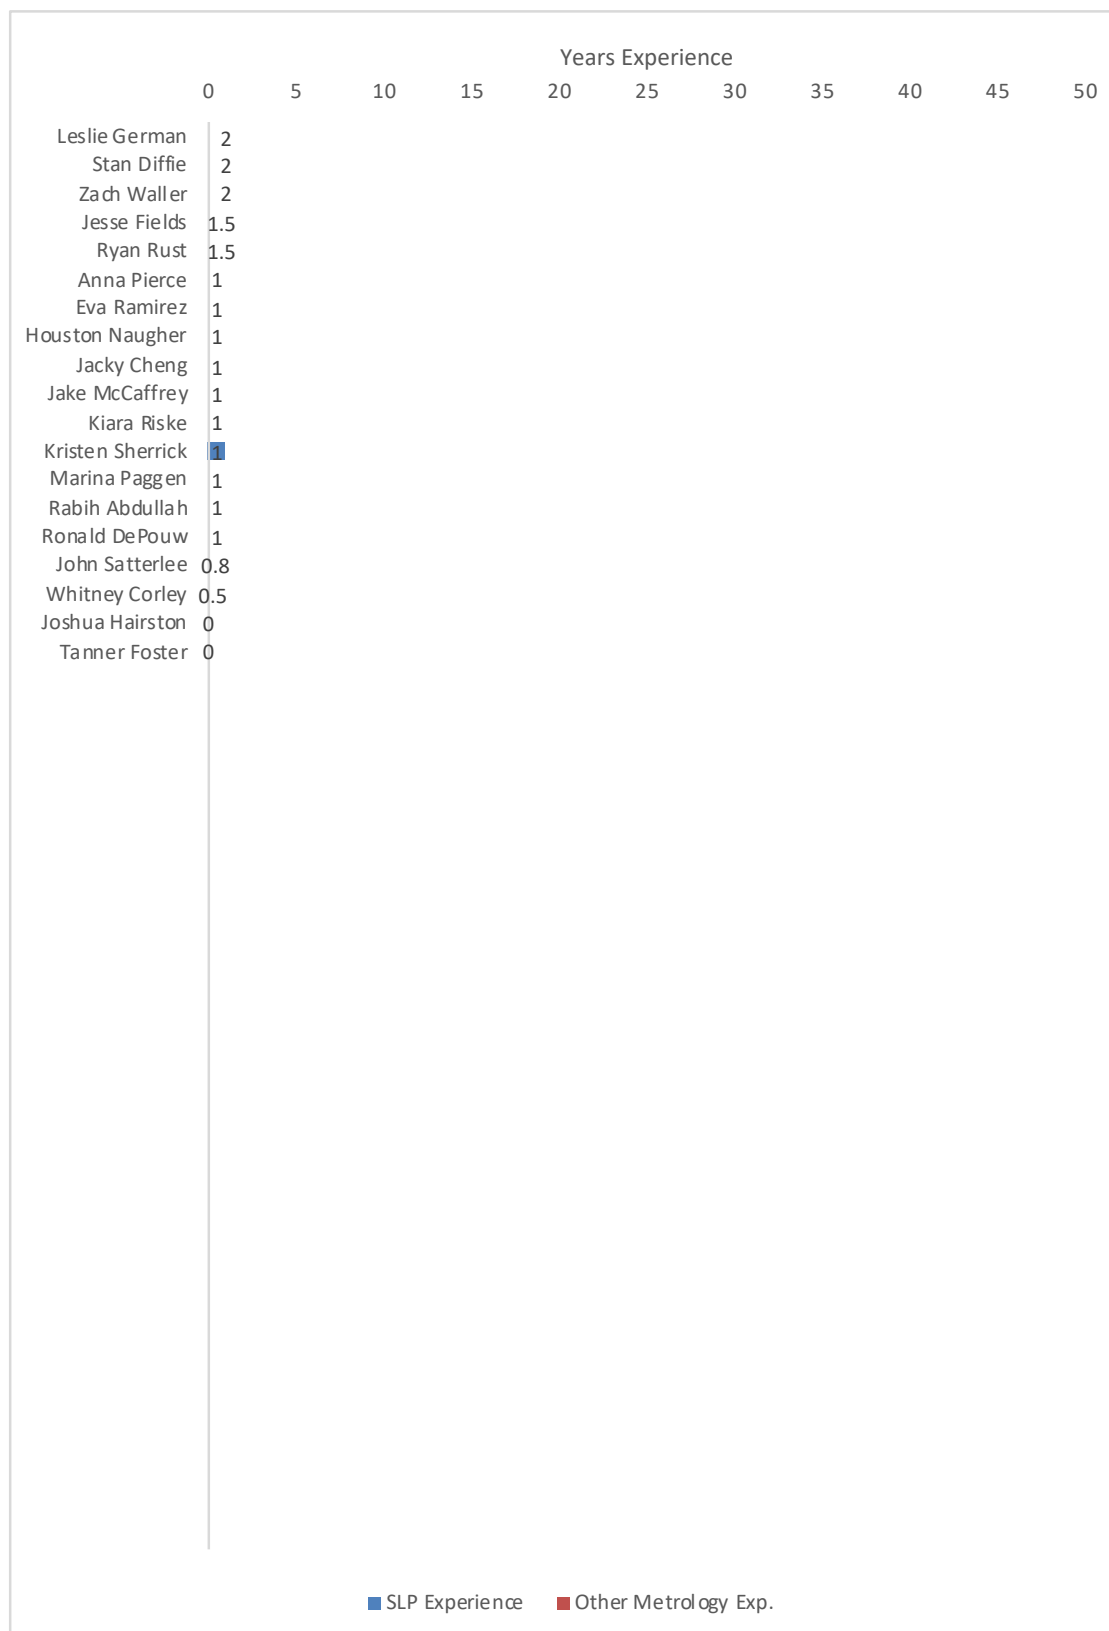 Years Experience
0 5 10 15 20 25 30 35 40 45 50
Leslie German 2
Stan Diffie 2
Zach Waller 2
Jesse Fields 1.5
Ryan Rust 1.5
Anna Pierce 1
Eva Ramirez 1
Houston Naugher 1
Jacky Cheng 1
Jake McCaffrey 1
Kiara Riske 1
Kristen Sherrick 1
Marina Paggen 1
Rabih Abdullah 1
Ronald DePouw 1
John Satterlee 0.8
Whitney Corley 0.5
Joshua Hairston 0
Tanner Foster 0
SLP Experience Other Metrology Exp.